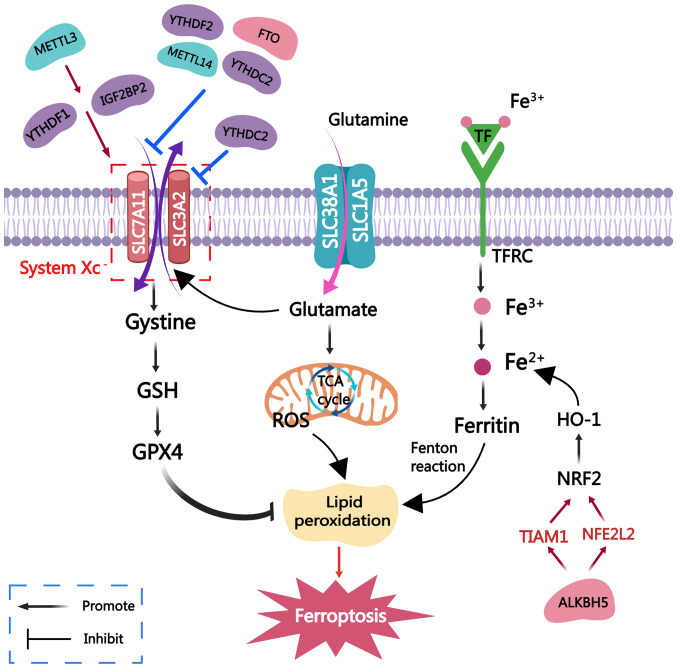 YTHDF2
FTO
METTL3
METTL14
YTHDC2
IGF2BP2
YTHDF1
YTHDC2
Glutamine
Fe3+
TF
SLC7A11
SLC3A2
SLC38A1
SLC1A5
TFRC
System Xc-
Gystine
Glutamate
Fe3+
Fe2+
TCA
cycle
GSH
ROS
Ferritin
HO-1
GPX4
Fenton
reaction
NRF2
Lipid
peroxidation
TIAM1
NFE2L2
ALKBH5
Ferroptosis
Promote
Inhibit